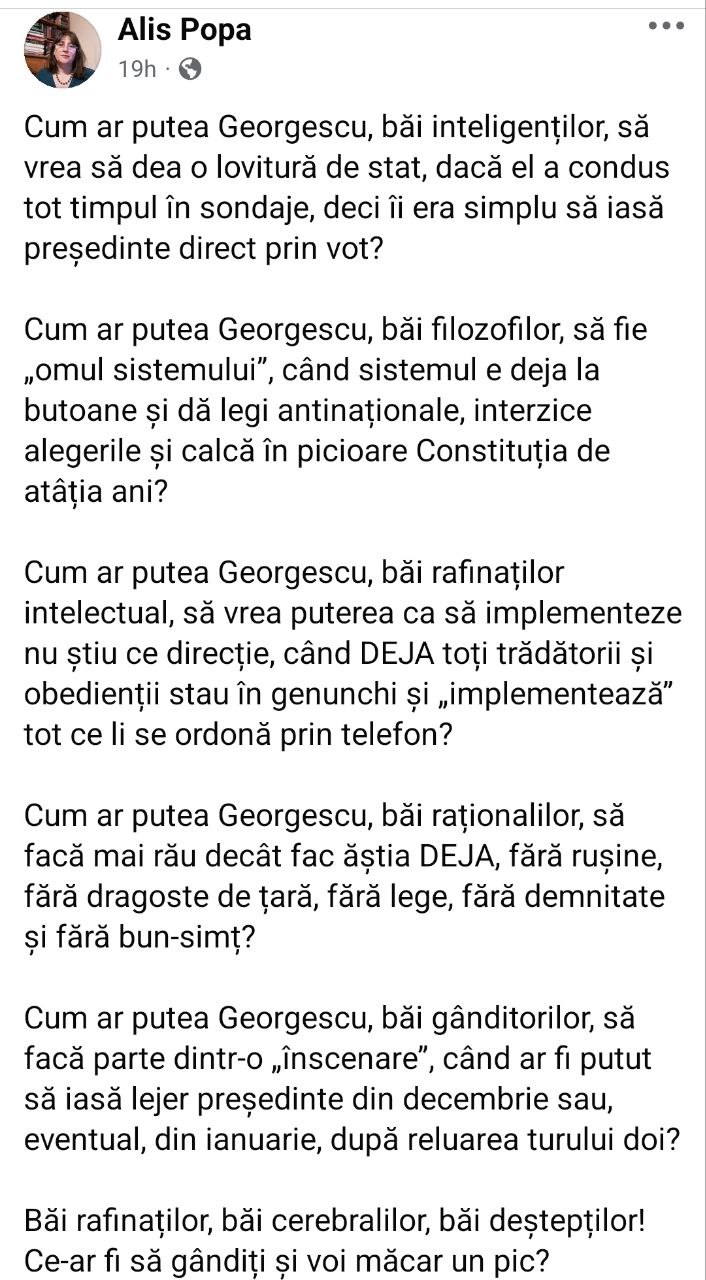 Alis Popa
19h ·
Cum ar putea Georgescu, băi inteligenților, să
vrea să dea o lovitură de stat, dacă el a condus
tot timpul în sondaje, deci îi era simplu să iasă
președinte direct prin vot?
Cum ar putea Georgescu, băi filozofilor, să fie
„omul sistemului”, când sistemul e deja la
butoane și dă legi antinaționale, interzice
alegerile și calcă în picioare Constituția de
atâția ani?
Cum ar putea Georgescu, băi rafinaților
intelectual, să vrea puterea ca să implementeze
nu știu ce direcție, când DEJA toți trădătorii și
obedienții stau în genunchi și „implementează”
tot ce li se ordonă prin telefon?
Cum ar putea Georgescu, băi raționalilor, să
facă mai rău decât fac ăștia DEJA, fără rușine,
fără dragoste de țară, fără lege, fără demnitate
și fără bun-simț?
Cum ar putea Georgescu, băi gânditorilor, să
facă parte dintr-o „înscenare”, când ar fi putut
să iasă lejer președinte din decembrie sau,
eventual, din ianuarie, după reluarea turului doi?
Băi rafinaților, băi cerebralilor, băi deștepților!
Ce-ar fi să gândiți și voi măcar un pic?